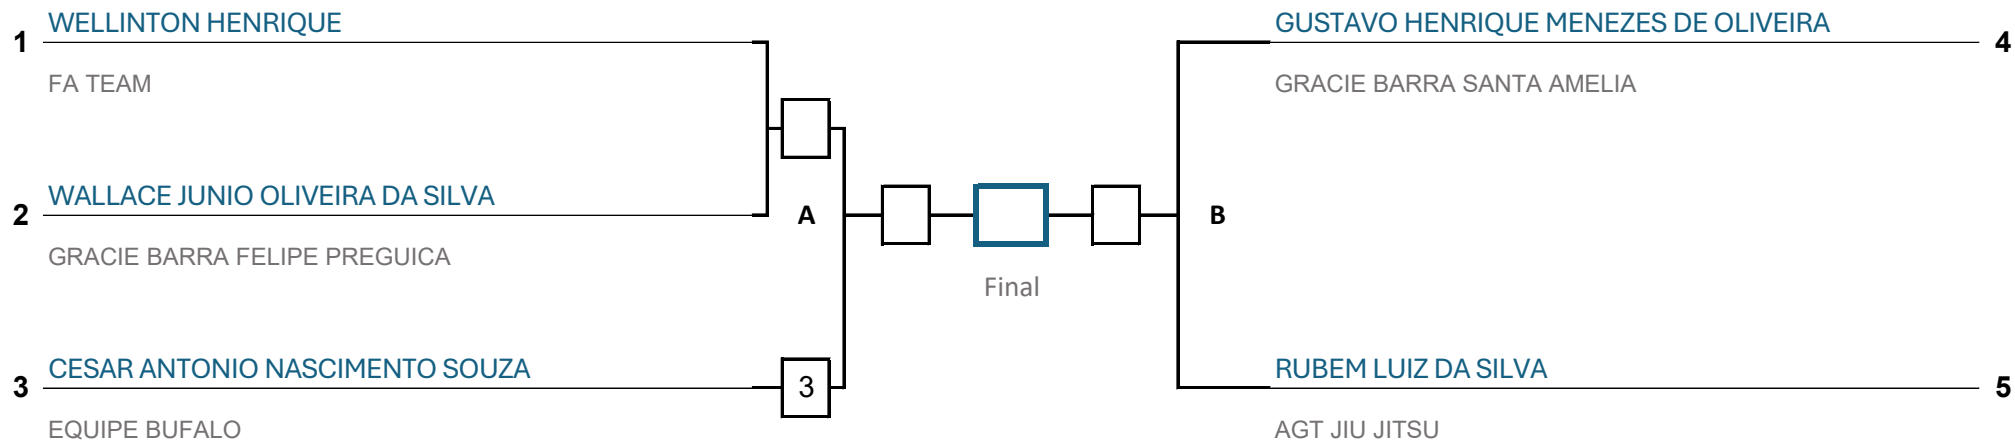 WELLINTON HENRIQUE
1
FA TEAM
WALLACE JUNIO OLIVEIRA DA SILVA
2
GRACIE BARRA FELIPE PREGUICA
CESAR ANTONIO NASCIMENTO SOUZA
3
3
EQUIPE BUFALO
A
Final
B
GUSTAVO HENRIQUE MENEZES DE OLIVEIRA
4
GRACIE BARRA SANTA AMELIA
RUBEM LUIZ DA SILVA
5
AGT JIU JITSU